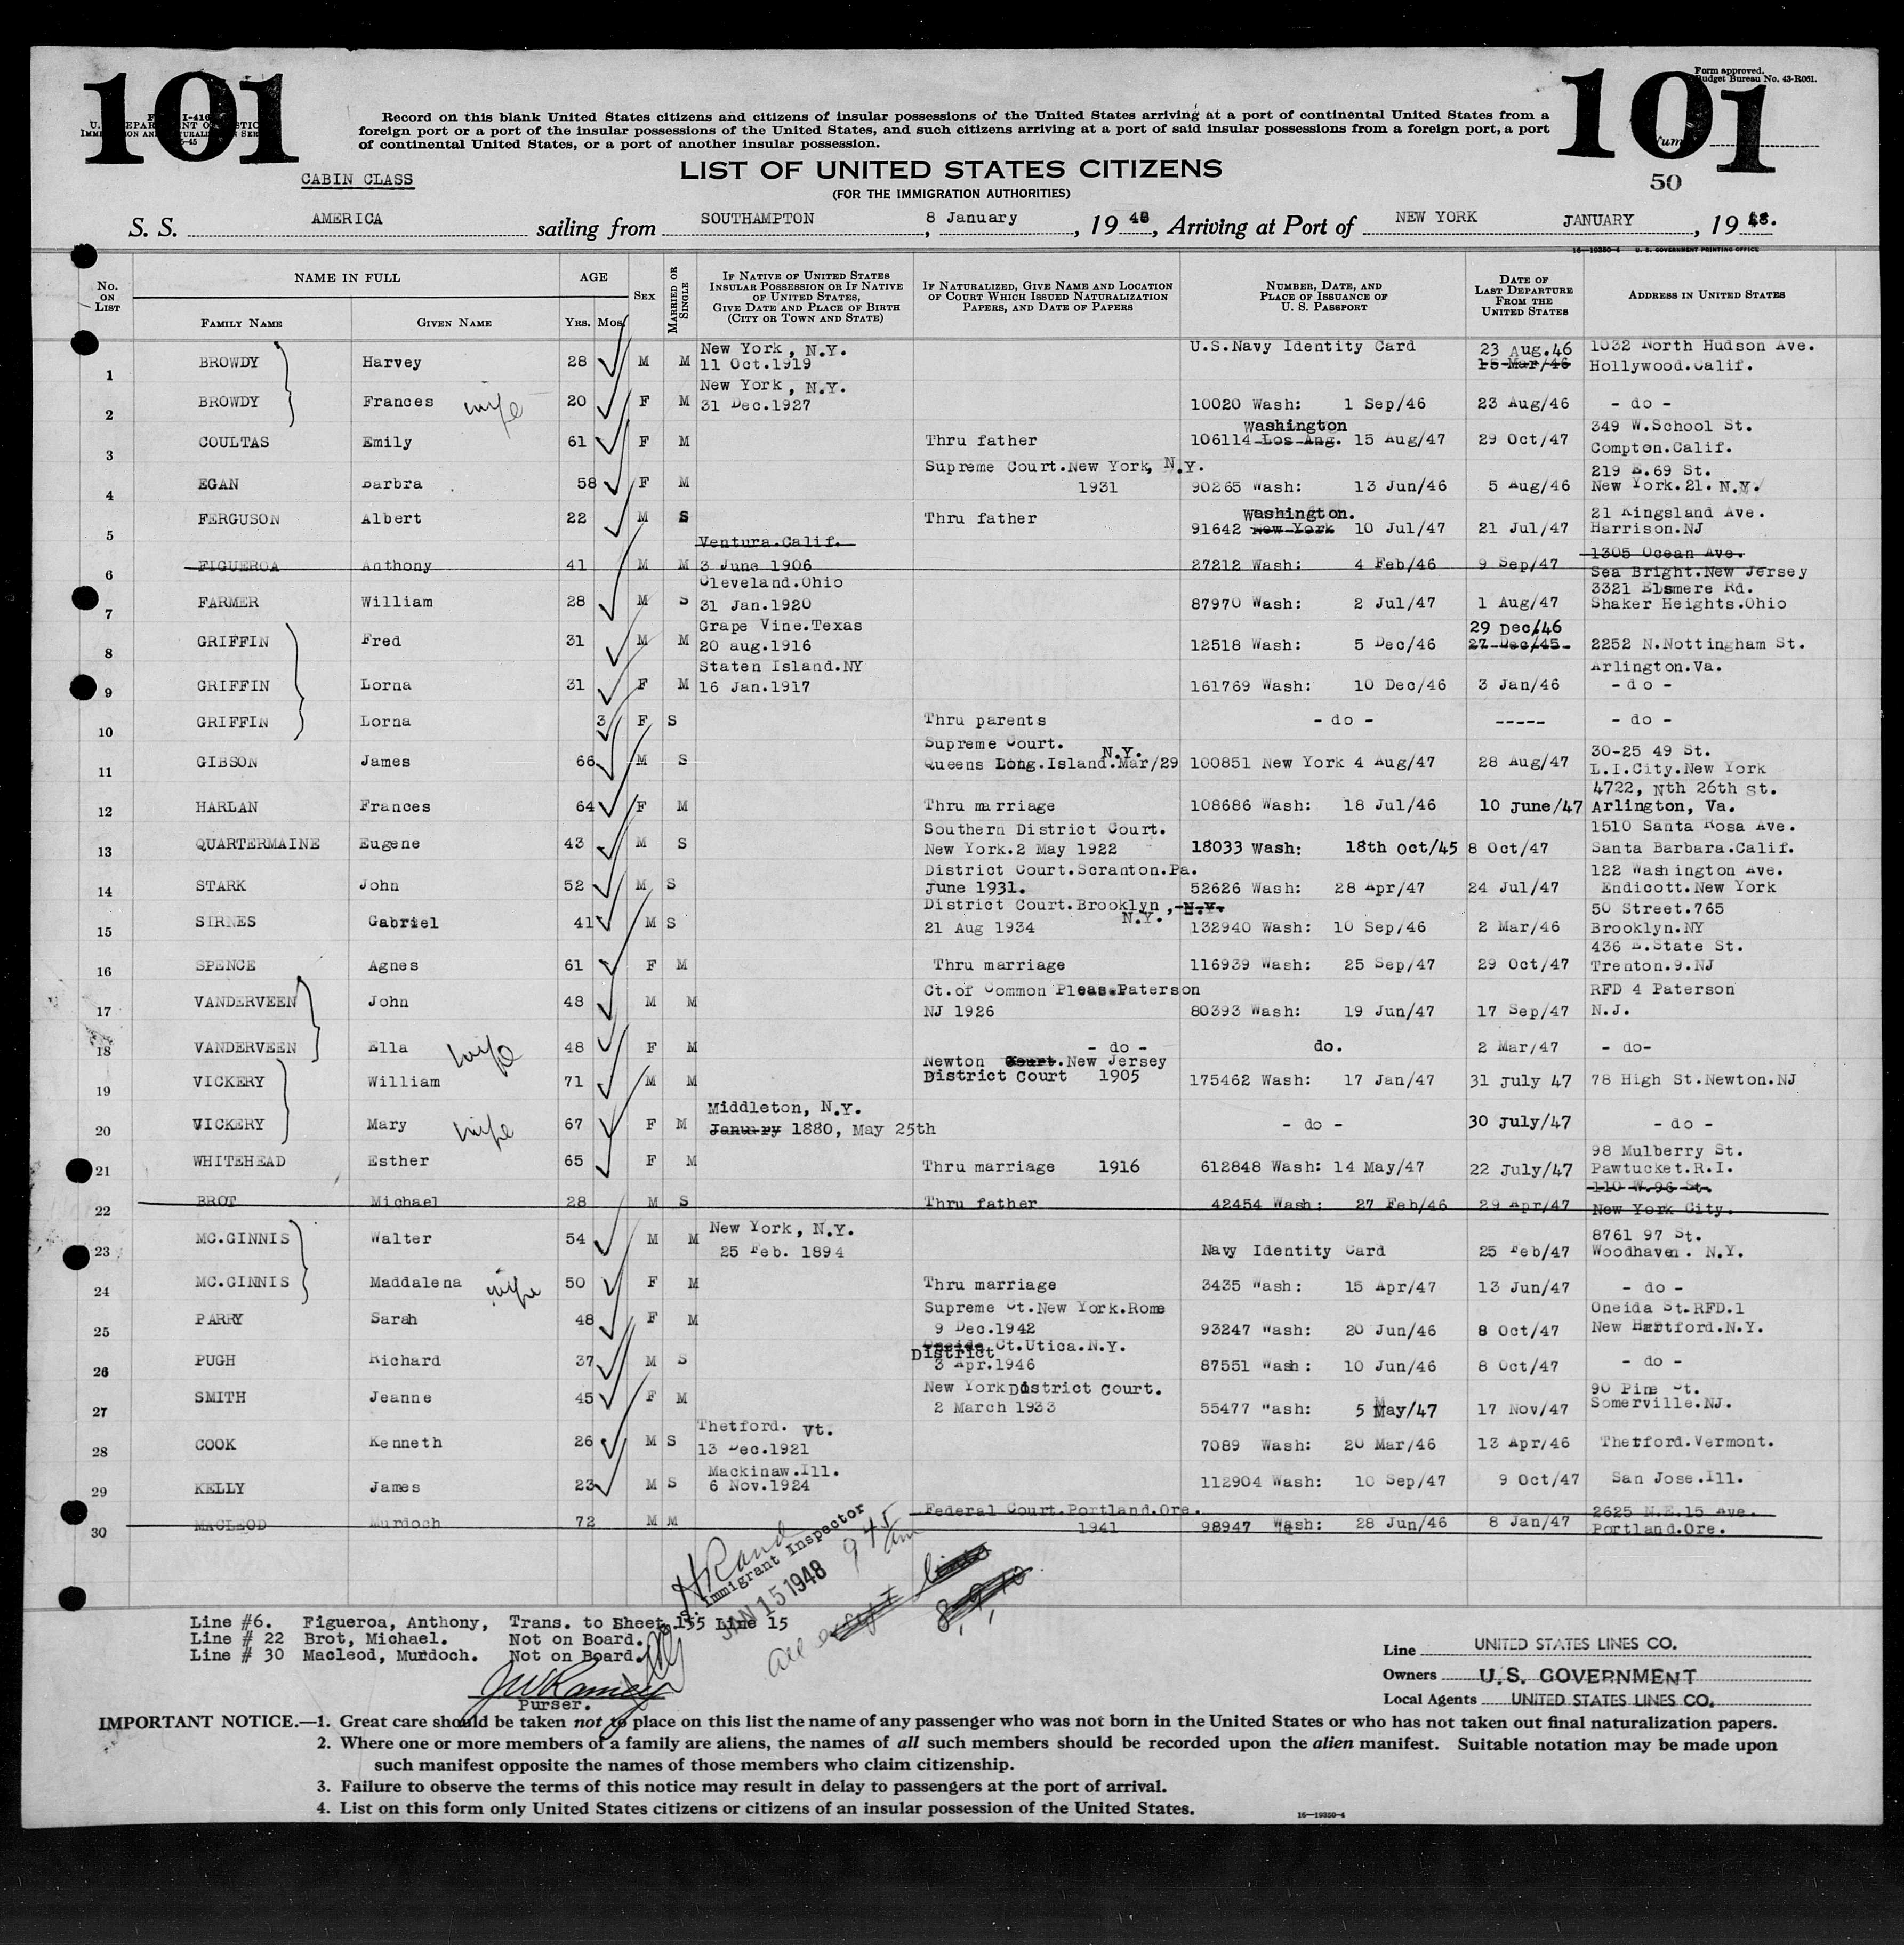 101
101
Form approved.
Budget Bureau No. 43-R061.
Record on this blank United States citizens and citizens of insular possessions of the United States arriving at a port of continental United States from a
foreign port or a port of the insular possessions of the United States, and such citizens arriving at a port of said insular possessions from a foreign port, a port
of continental United States, or a port of another insular possession.
CABIN CLASS
LIST OF UNITED STATES CITIZENS
50
(FOR THE IMMIGRATION AUTHORITIES)
S. S. AMERICA sailing from SOUTHAMPTON, 8 January, 1948, Arriving at Port of NEW YORK JANUARY, 1948.
16-19350-4 U. S. GOVERNMENT PRINTING OFFICE
No. ON LIST
NAME IN FULL
FAMILY NAME GIVEN NAME
AGE
YRS. MOS.
SEX
MARRIED OR SINGLE
IF NATIVE OF UNITED STATES INSULAR POSSESSION OR IF NATIVE OF UNITED STATES, GIVE DATE AND PLACE OF BIRTH (CITY OR TOWN AND STATE)
IF NATURALIZED, GIVE NAME AND LOCATION OF COURT WHICH ISSUED NATURALIZATION PAPERS, AND DATE OF PAPERS
NUMBER, DATE, AND PLACE OF ISSUANCE OF U. S. PASSPORT
DATE OF LAST DEPARTURE FROM THE UNITED STATES
ADDRESS IN UNITED STATES
New York, N.Y. U.S.Navy Identity Card 23 Aug.46 1032 North Hudson Ave.
1 BROWDY Harvey 28 M M 11 Oct.1919 15 Mar/46 Hollywood.Calif.
New York, N.Y.
2 BROWDY Frances wife 20 F M 31 Dec.1927 10020 Wash: 1 Sep/46 23 Aug/46 - do -
Washington 349 W.School St.
3 COULTAS Emily 61 F M Thru father 106114 Los Ang. 15 Aug/47 29 Oct/47 Compton.Calif.
Supreme Court.New York, N.Y. 219 E.69 St.
4 EGAN Barbra 58 F M 1931 90265 Wash: 13 Jun/46 5 Aug/46 New York.21. N.Y.
Washington. 21 Kingsland Ave.
5 FERGUSON Albert 22 M S Thru father 91642 New York 10 Jul/47 21 Jul/47 Harrison.NJ
Ventura.Calif. 1305 Ocean Ave.
6 FIGUEROA Anthony 41 M M 3 June 1906 27212 Wash: 4 Feb/46 9 Sep/47 Sea Bright.New Jersey
Cleveland.Ohio 3321 Elsmere Rd.
7 FARMER William 28 M S 31 Jan.1920 87970 Wash: 2 Jul/47 1 Aug/47 Shaker Heights.Ohio
Grape Vine.Texas 29 Dec.46
8 GRIFFIN Fred 31 M M 20 aug.1916 12518 Wash: 5 Dec/46 27 Dec/45 2252 N.Nottingham St.
Staten Island.NY Arlington.Va.
9 GRIFFIN Lorna 31 F M 16 Jan.1917 161769 Wash: 10 Dec/46 3 Jan/46 - do -
10 GRIFFIN Lorna 3 F S Thru parents - do - ----- - do -
Supreme Court. N.Y. 30-25 49 St.
11 GIBSON James 66 M S Queens Long.Island.Mar/29 100851 New York 4 Aug/47 28 Aug/47 L.I.City.New York
4722, Nth 26th St.
12 HARLAN Frances 64 F M Thru marriage 108686 Wash: 18 Jul/46 10 June/47 Arlington, Va.
Southern District Court. 1510 Santa Rosa Ave.
13 QUARTERMAINE Eugene 43 M S New York.2 May 1922 18033 Wash: 18th Oct/45 8 Oct/47 Santa Barbara.Calif.
District Court.Scranton.Pa. 122 Washington Ave.
14 STARK John 52 M S June 1931. 52626 Wash: 28 Apr/47 24 Jul/47 Endicott.New York
District Court.Brooklyn, N.Y. N.Y. 50 Street.765
15 SIRNES Gabriel 41 M S 21 Aug 1934 132940 Wash: 10 Sep/46 2 Mar/46 Brooklyn.NY
436 E.State St.
16 SPENCE Agnes 61 F M Thru marriage 116939 Wash: 25 Sep/47 29 Oct/47 Trenton.9.NJ
Ct.of Common Pleas.Paterson RFD 4 Paterson
17 VANDERVEEN John 48 M M NJ 1926 80393 Wash: 19 Jun/47 17 Sep/47 N.J.
18 VANDERVEEN Ella wife 48 F M - do - do. 2 Mar/47 - do-
Newton Court.New Jersey
19 VICKERY William 71 M M District Court 1905 175462 Wash: 17 Jan/47 31 July 47 78 High St.Newton.NJ
Middleton, N.Y.
20 VICKERY Mary wife 67 F M January 1880, May 25th - do - 30 July/47 - do -
98 Mulberry St.
21 WHITEHEAD Esther 65 F M Thru marriage 1916 612848 Wash: 14 May/47 22 July/47 Pawtucket.R.I.
110 W.96 St.
22 BROT Michael 28 M S Thru father 42454 Wash: 27 Feb/46 29 Apr/47 New York City.
New York, N.Y. 8761 97 St.
23 MC.GINNIS Walter 54 M M 25 Feb. 1894 Navy Identity Card 25 Feb/47 Woodhaven. N.Y.
24 MC.GINNIS Maddalena wife 50 F M Thru marriage 3435 Wash: 15 Apr/47 13 Jun/47 - do -
Supreme Ct.New York.Rome Oneida St.RFD.1
25 PARRY Sarah 48 F M 9 Dec.1942 93247 Wash: 20 Jun/46 8 Oct/47 New Hartford.N.Y.
Oneida Ct.Utica.N.Y.
District
26 PUGH Richard 37 M S 3 Apr.1946 87551 Wash: 10 Jun/46 8 Oct/47 - do -
New York District Court. 90 Pine St.
27 SMITH Jeanne 45 F M 2 March 1933 55477 Wash: 5 May/47 17 Nov/47 Somerville.NJ.
Thetford. Vt.
28 COOK Kenneth 26 M S 13 Dec.1921 7089 Wash: 20 Mar/46 13 Apr/46 Thetford.Vermont.
Mackinaw.Ill.
29 KELLY James 23 M S 6 Nov.1924 112904 Wash: 10 Sep/47 9 Oct/47 San Jose.Ill.
Federal Court.Portland.Ore. 2625 N.E.15 Ave.
30 MACLEOD Murdoch 72 M M 1941 98947 Wash: 28 Jun/46 8 Jan/47 Portland.Ore.
Immigrant Inspector
JAN 15 1948
9 45 am
all except lines
8, 9, 10
Line #6. Figueroa, Anthony, Trans. to Sheet 155 Line 15
Line # 22 Brot, Michael. Not on Board.
Line # 30 Macleod, Murdoch. Not on Board.
Purser.
Line UNITED STATES LINES CO.
Owners U.S. GOVERNMENT
Local Agents UNITED STATES LINES CO.
IMPORTANT NOTICE.—1. Great care should be taken not to place on this list the name of any passenger who was not born in the United States or who has not taken out final naturalization papers.
2. Where one or more members of a family are aliens, the names of all such members should be recorded upon the alien manifest. Suitable notation may be made upon
such manifest opposite the names of those members who claim citizenship.
3. Failure to observe the terms of this notice may result in delay to passengers at the port of arrival.
4. List on this form only United States citizens or citizens of an insular possession of the United States.
16-19350-4